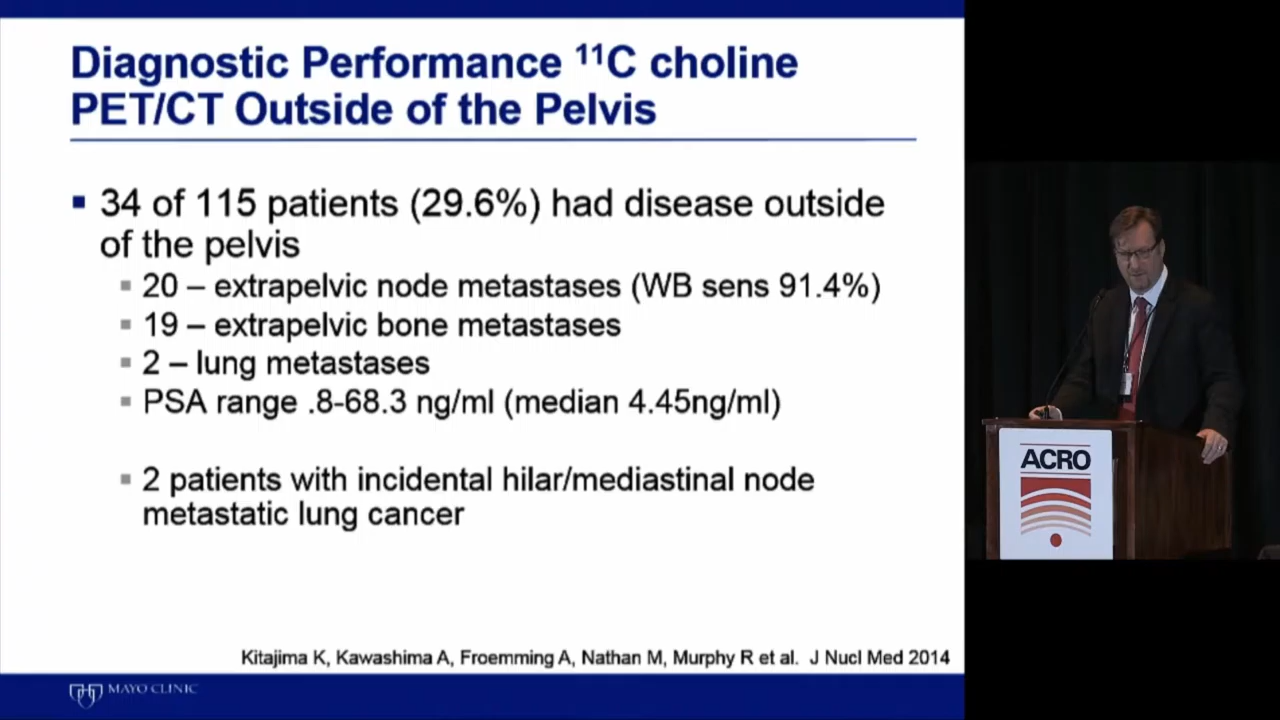 Diagnostic Performance ¹¹C choline
PET/CT Outside of the Pelvis
34 of 115 patients (29.6%) had disease outside
of the pelvis
20 – extrapelvic node metastases (WB sens 91.4%)
19 – extrapelvic bone metastases
2 – lung metastases
PSA range .8-68.3 ng/ml (median 4.45ng/ml)
2 patients with incidental hilar/mediastinal node
metastatic lung cancer
Kitajima K, Kawashima A, Froemming A, Nathan M, Murphy R et al. J Nucl Med 2014
MAYO CLINIC
ACRO